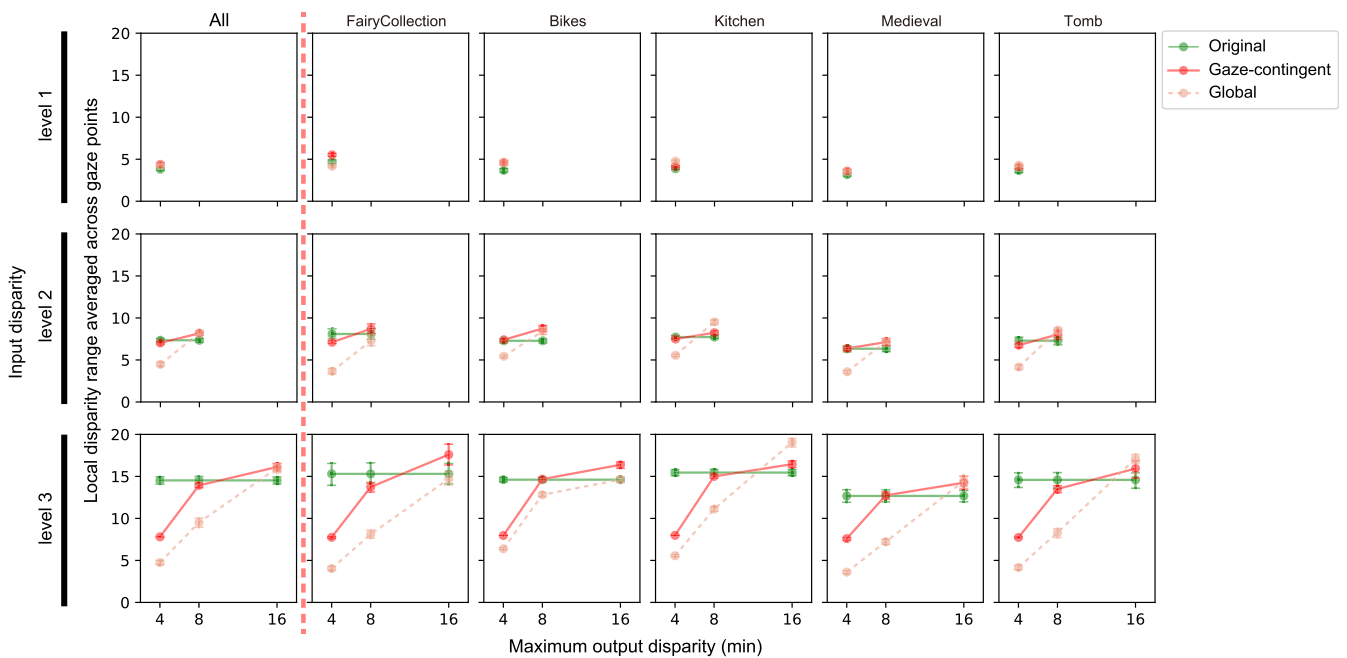 All
FairyCollection
Bikes
Kitchen
Medieval
Tomb
Original
Gaze-contingent
Global
Input disparity
level 1
level 2
level 3
Local disparity range averaged across gaze points
20
15
10
5
0
20
15
10
5
0
20
15
10
5
0
4 8 16
4 8 16
4 8 16
4 8 16
4 8 16
4 8 16
Maximum output disparity (min)